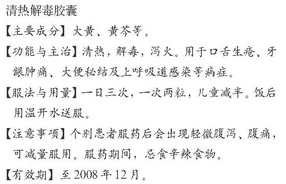 清热解毒胶囊
【主要成分】大黄、黄芩等。
【功能与主治】清热，解毒，泻火。用于口舌生疮、牙
龈肿痛、大便秘结及上呼吸道感染等病症。
【服法与用量】一日三次，一次两粒，儿童减半。饭后
用温开水送服。
【注意事项】个别患者服药后会出现轻微腹泻、腹痛，
可减量服用。服药期间，忌食辛辣食物。
【有效期】至2008年12月。